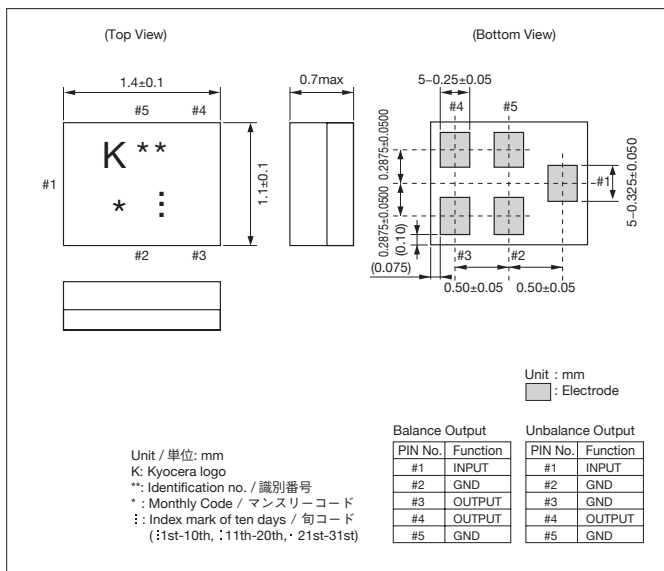 (Top View)
(Bottom View)
1.4±0.1
0.7max
5–0.25±0.05
#5
#4
#4
#5
K **
* ⋮
#1
1.1±0.1
0.2875±0.0500
0.2875±0.0500
(0.10)
(0.075)
#1
5–0.325±0.050
#2
#3
#3
#2
0.50±0.05
0.50±0.05
Unit : mm
: Electrode
Unit / 単位: mm
K: Kyocera logo
**: Identification no. / 識別番号
* : Monthly Code / マンスリーコード
⋮ : Index mark of ten days / 旬コード
(⋮1st-10th, :11th-20th, · 21st-31st)
Balance Output
PIN No. Function
#1 INPUT
#2 GND
#3 OUTPUT
#4 OUTPUT
#5 GND
Unbalance Output
PIN No. Function
#1 INPUT
#2 GND
#3 GND
#4 OUTPUT
#5 GND